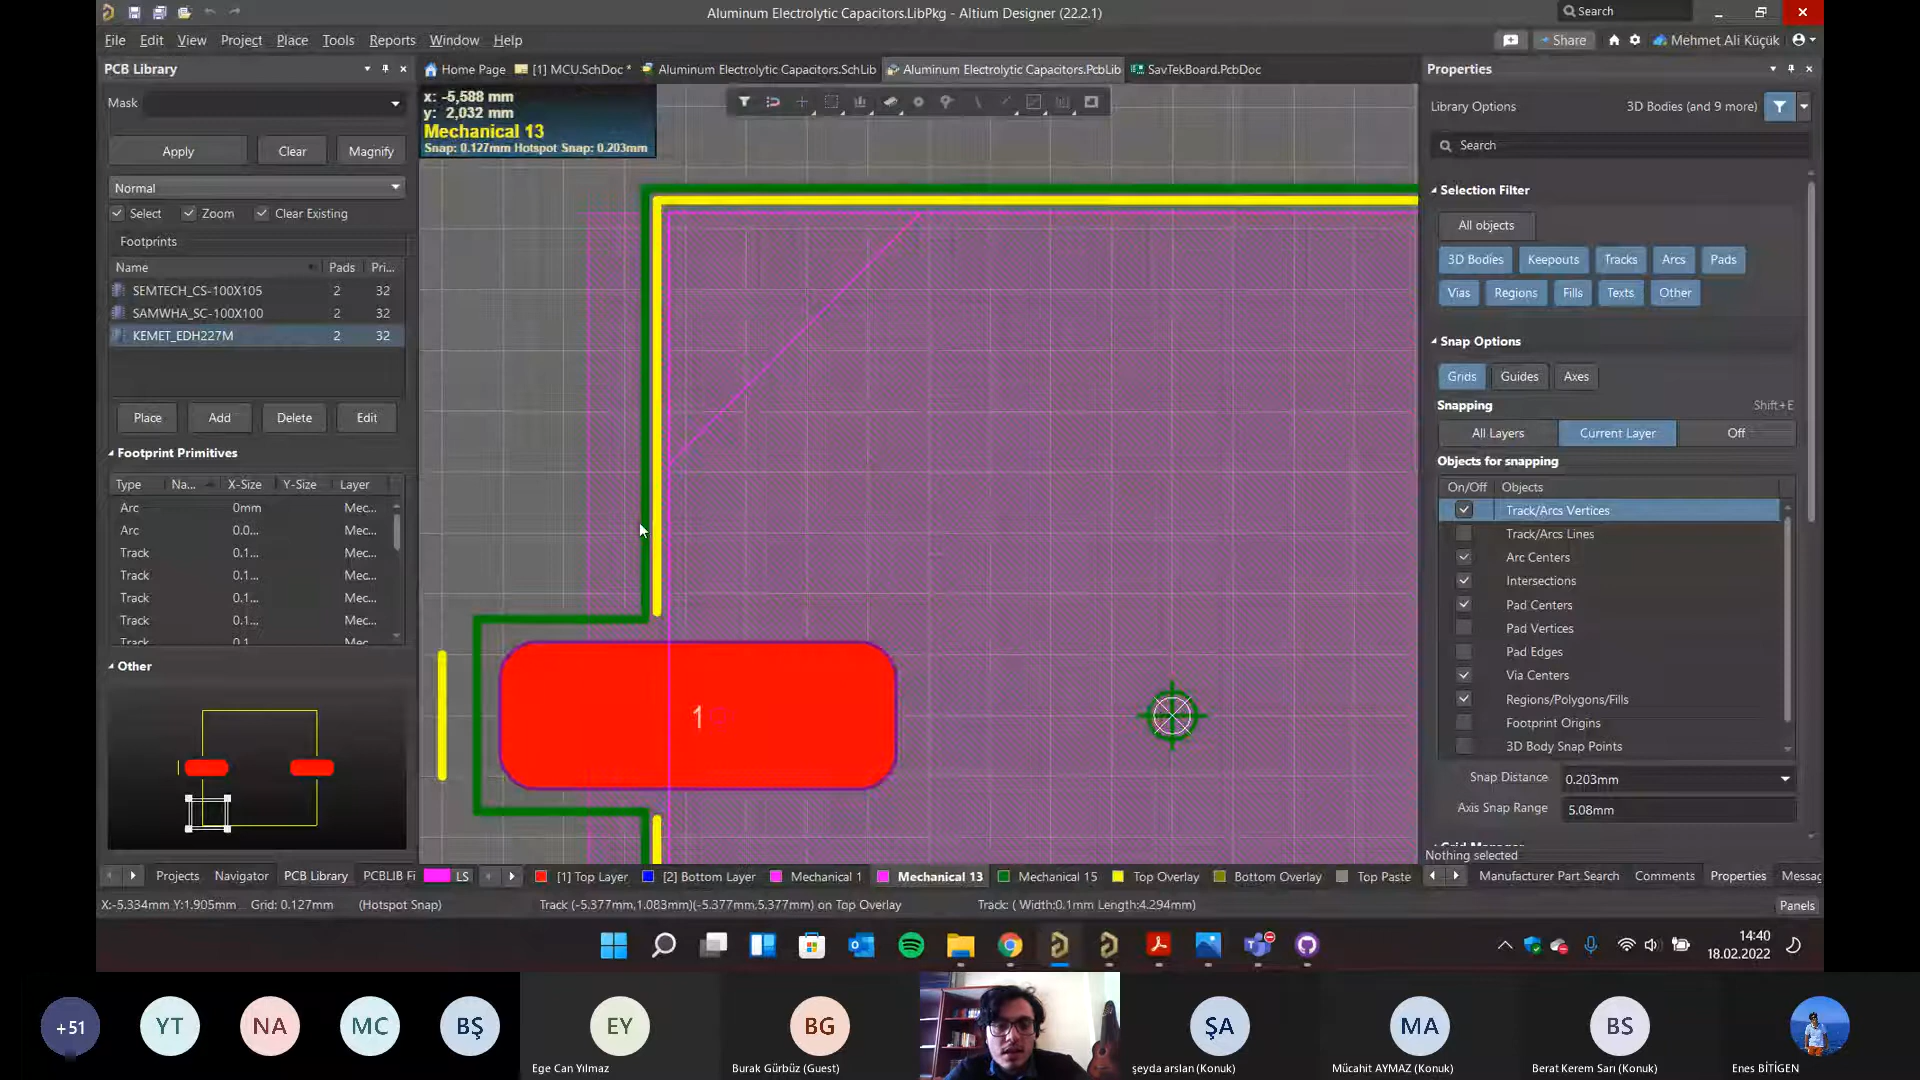 Aluminum Electrolytic Capacitors.LibPkg - Altium Designer (22.2.1)
Search
File Edit View Project Place Tools Reports Window Help
Share
Mehmet Ali Küçük
PCB Library
Home Page
[1] MCU.SchDoc *
Aluminum Electrolytic Capacitors.SchLib
Aluminum Electrolytic Capacitors.PcbLib
SavTekBoard.PcbDoc
Properties
Mask
Apply Clear Magnify
Normal
Select Zoom Clear Existing
Footprints
Name Pads Pri...
SEMTECH_CS-100X105 2 32
SAMWHA_SC-100X100 2 32
KEMET_EDH227M 2 32
Place Add Delete Edit
Footprint Primitives
Type Na... X-Size Y-Size Layer
Arc 0mm Mec...
Arc 0.0... Mec...
Track 0.1... Mec...
Track 0.1... Mec...
Track 0.1... Mec...
Track 0.1... Mec...
Track 0.1 Mec
Other
x: -5,588 mm
y: 2,032 mm
Mechanical 13
Snap: 0.127mm Hotspot Snap: 0.203mm
1
Library Options
3D Bodies (and 9 more)
Search
Selection Filter
All objects
3D Bodies Keepouts Tracks Arcs Pads
Vias Regions Fills Texts Other
Snap Options
Grids Guides Axes
Snapping Shift+E
All Layers Current Layer Off
Objects for snapping
On/Off Objects
Track/Arcs Vertices
Track/Arcs Lines
Arc Centers
Intersections
Pad Centers
Pad Vertices
Pad Edges
Via Centers
Regions/Polygons/Fills
Footprint Origins
3D Body Snap Points
Snap Distance 0.203mm
Axis Snap Range 5.08mm
Nothing selected
Projects Navigator PCB Library PCBLIB Fi
LS
[1] Top Layer [2] Bottom Layer Mechanical 1 Mechanical 13 Mechanical 15 Top Overlay Bottom Overlay Top Paste
Manufacturer Part Search Comments Properties Messag
X:-5.334mm Y:1.905mm Grid: 0.127mm (Hotspot Snap) Track (-5.377mm,1.083mm)(-5.377mm,5.377mm) on Top Overlay Track: ( Width:0.1mm Length:4.294mm)
Panels
14:40
18.02.2022
+51
YT
NA
MC
BŞ
EY
Ege Can Yılmaz
BG
Burak Gürbüz (Guest)
ŞA
şeyda arslan (Konuk)
MA
Mücahit AYMAZ (Konuk)
BS
Berat Kerem Sarı (Konuk)
Enes BİTİGEN